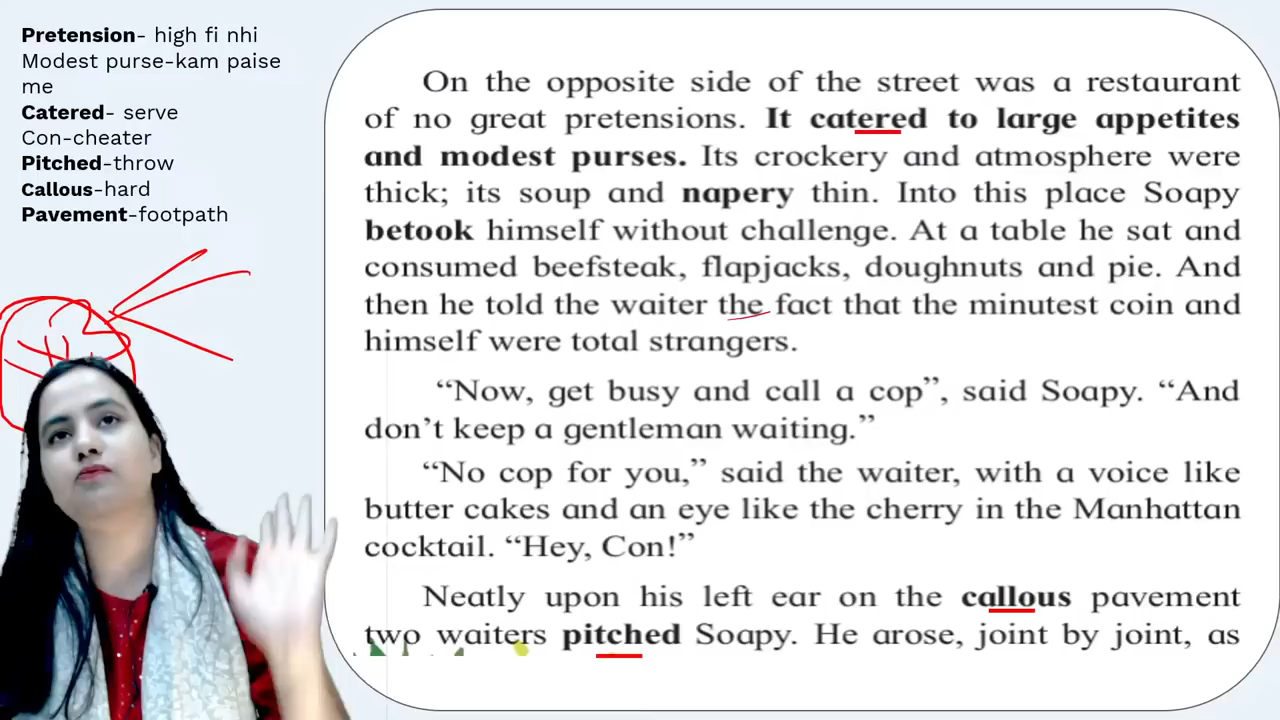 Pretension- high fi nhi
Modest purse-kam paise
me
Catered- serve
Con-cheater
Pitched-throw
Callous-hard
Pavement-footpath
On the opposite side of the street was a restaurant
of no great pretensions. It catered to large appetites
and modest purses. Its crockery and atmosphere were
thick; its soup and napery thin. Into this place Soapy
betook himself without challenge. At a table he sat and
consumed beefsteak, flapjacks, doughnuts and pie. And
then he told the waiter the fact that the minutest coin and
himself were total strangers.
“Now, get busy and call a cop”, said Soapy. “And
don’t keep a gentleman waiting.”
“No cop for you,” said the waiter, with a voice like
butter cakes and an eye like the cherry in the Manhattan
cocktail. “Hey, Con!”
Neatly upon his left ear on the callous pavement
two waiters pitched Soapy. He arose, joint by joint, as